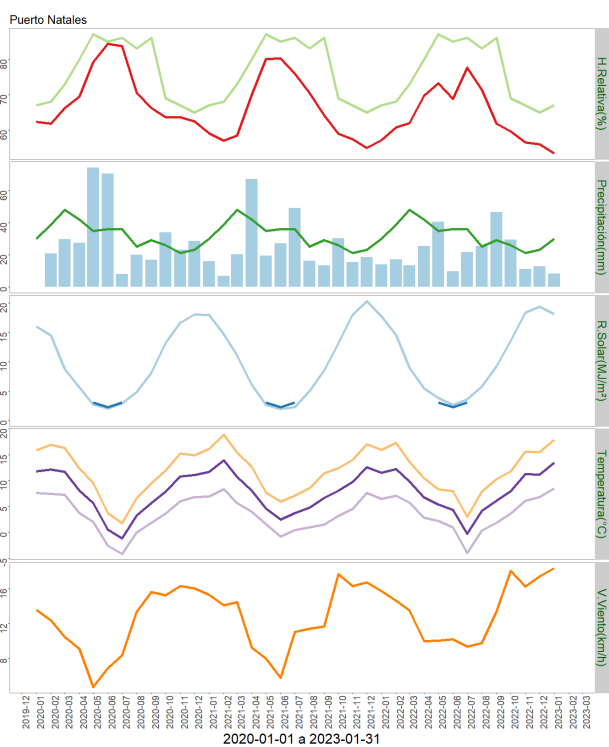 Puerto Natales
60 70 80
H.Relativa(%)
0 20 40 60
Precipitación(mm)
0 5 10 15 20
R.Solar(MJ/m²)
-5 0 5 10 15 20
Temperatura(°C)
8 12 16
V.Viento(km/h)
2019-12 2020-01 2020-02 2020-03 2020-04 2020-05 2020-06 2020-07 2020-08 2020-09 2020-10 2020-11 2020-12 2021-01 2021-02 2021-03 2021-04 2021-05 2021-06 2021-07 2021-08 2021-09 2021-10 2021-11 2021-12 2022-01 2022-02 2022-03 2022-04 2022-05 2022-06 2022-07 2022-08 2022-09 2022-10 2022-11 2022-12 2023-01 2023-02 2023-03
2020-01-01 a 2023-01-31